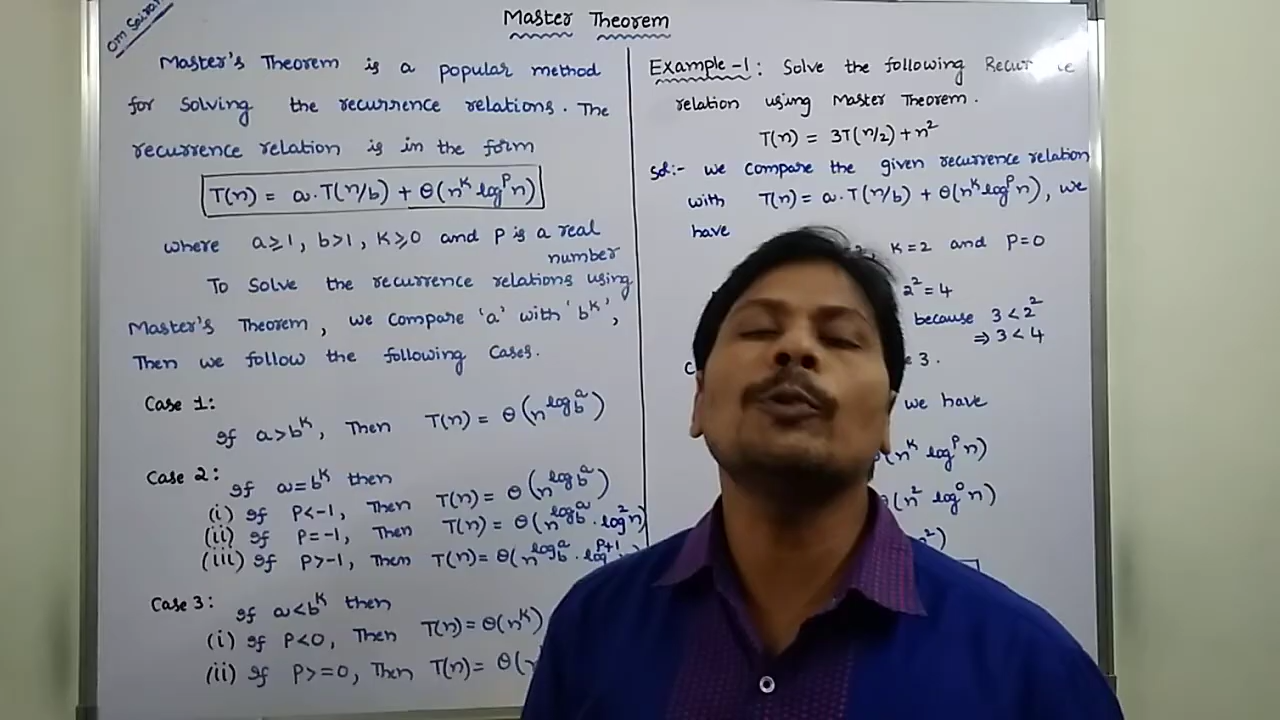 Om Sairam
Master Theorem
Master's Theorem is a popular method
for Solving the recurrence relations. The
recurrence relation is in the form
T(n) = a.T(n/b) + θ(n^k log^p n)
where a≥1, b>1, k≥0 and P is a real
number
To Solve the recurrence relations using
Master's Theorem, we compare 'a' with 'b^k',
Then we follow the following Cases.
Case 1:
If a>b^k, Then T(n) = θ(n^log_b^a)
Case 2:
If a=b^k then
(i) If P<-1, Then T(n) = θ(n^log_b^a)
(ii) If P=-1, Then T(n) = θ(n^log_b^a . log^2 n)
(iii) If P>-1, Then T(n) = θ(n^log_b^a . log^P+1
Case 3:
If a<b^k then
(i) If P<0, Then T(n) = θ(n^k)
(ii) If P>=0, Then T(n) = θ(n
Example-1: Solve the following
relation using Master Theorem.
T(n) = 3T(n/2) + n^2
Sol:- we compare the given recurrence relation
with T(n) = a.T(n/b) + θ(n^k log^p n), we
have
, k=2 and P=0
2^2 = 4
because 3 < 2^2
⇒ 3 < 4
3.
we have
(n^k log^p n)
(n^2 log^0 n)
^2)